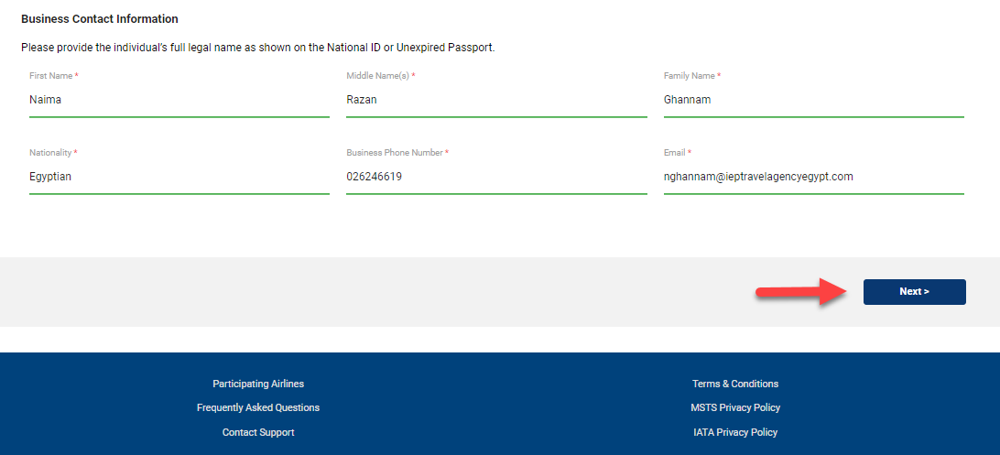 Business Contact Information
Please provide the individual's full legal name as shown on the National ID or Unexpired Passport.
First Name * Middle Name(s) * Family Name *
Naima Razan Ghannam
Nationality * Business Phone Number * Email *
Egyptian 026246619 nghannam@ieptravelagencyegypt.com
Next >
Participating Airlines Terms & Conditions
Frequently Asked Questions MSTS Privacy Policy
Contact Support IATA Privacy Policy